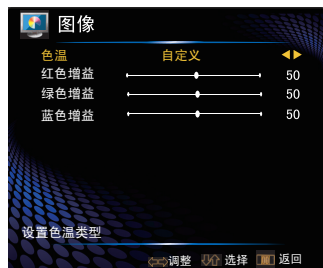 图像
色温 自定义
红色增益 50
绿色增益 50
蓝色增益 50
设置色温类型
调整 选择 返回